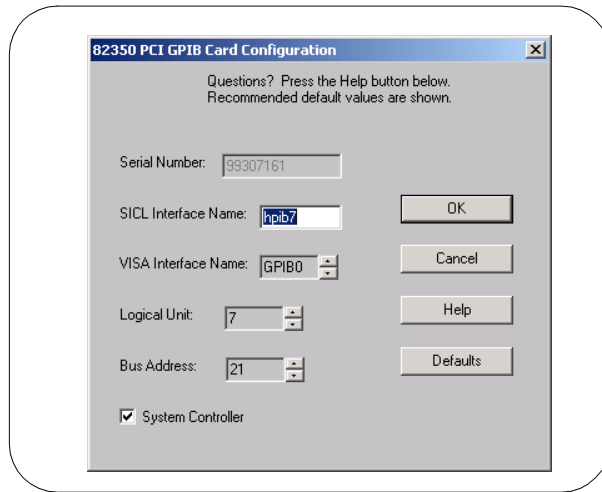 82350 PCI GPIB Card Configuration
Questions? Press the Help button below.
Recommended default values are shown.
Serial Number: 99307161
SICL Interface Name: hpib7
OK
VISA Interface Name: GPIB0
Cancel
Logical Unit: 7
Help
Bus Address: 21
Defaults
System Controller